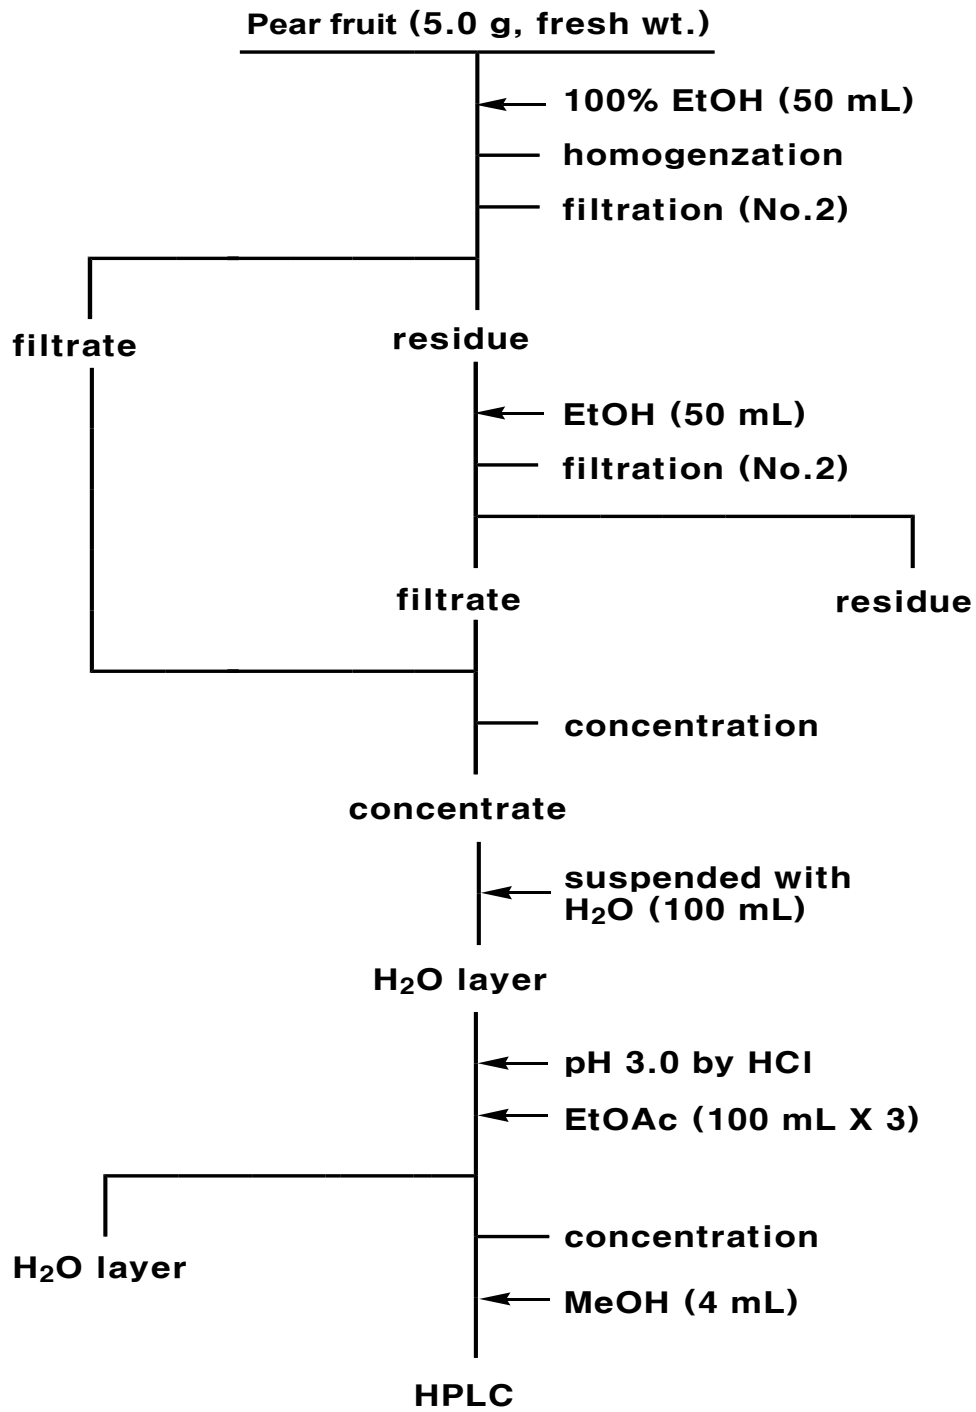 Pear fruit (5.0 g, fresh wt.)
100% EtOH (50 mL)
homogenzation
filtration (No.2)
filtrate
residue
EtOH (50 mL)
filtration (No.2)
filtrate
residue
concentration
concentrate
suspended with
H₂O (100 mL)
H₂O layer
pH 3.0 by HCl
EtOAc (100 mL X 3)
concentration
H₂O layer
MeOH (4 mL)
HPLC